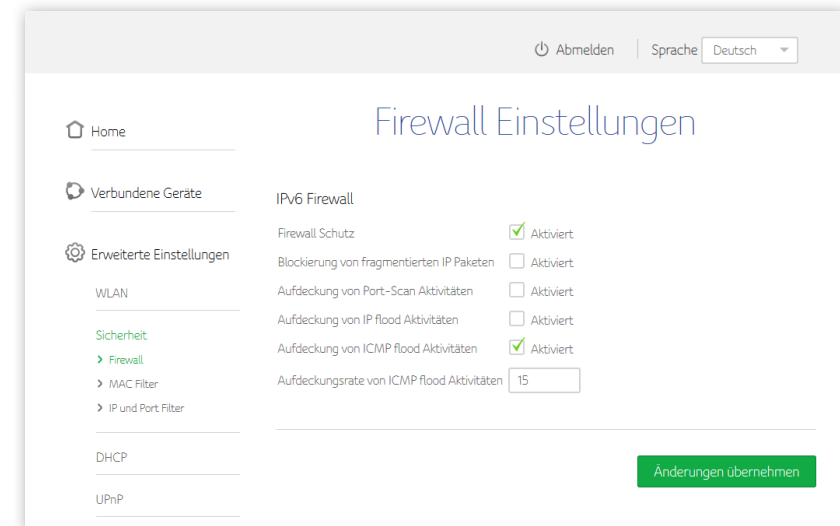 Abmelden Sprache Deutsch
Firewall Einstellungen
Home
Verbundene Geräte
Erweiterte Einstellungen
WLAN
Sicherheit
Firewall
MAC Filter
IP und Port Filter
DHCP
UPnP
IPv6 Firewall
Firewall Schutz Aktiviert
Blockierung von fragmentierten IP Paketen Aktiviert
Aufdeckung von Port-Scan Aktivitäten Aktiviert
Aufdeckung von IP flood Aktivitäten Aktiviert
Aufdeckung von ICMP flood Aktivitäten Aktiviert
Aufdeckungsrate von ICMP flood Aktivitäten 15
Änderungen übernehmen